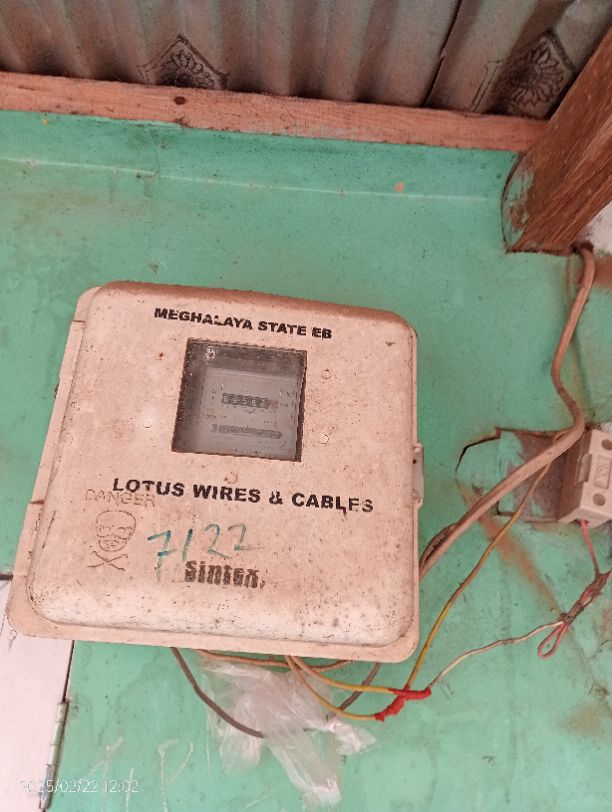 MEGHALAYA STATE EB
LOTUS WIRES & CABLES
DANGER
7122
Sintex
2025/02/22 12:02